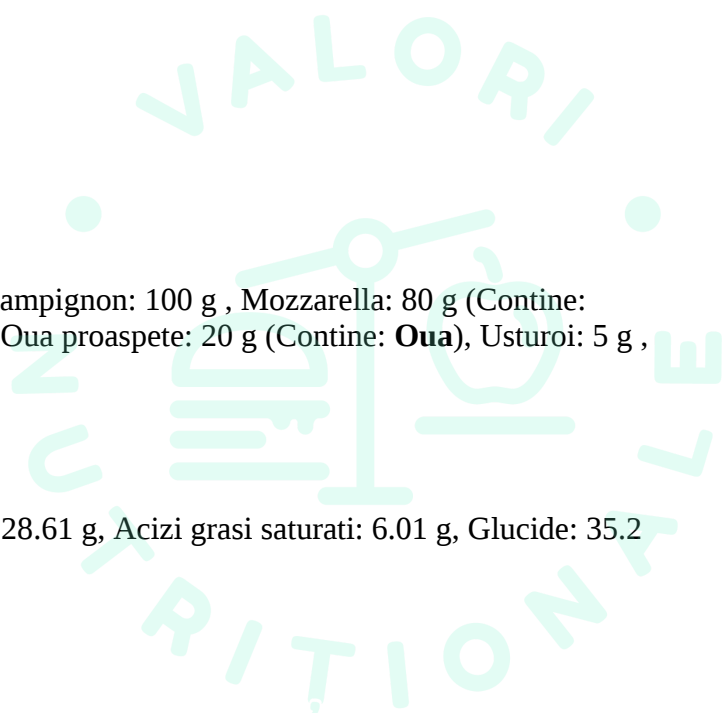 VALORI
ampignon: 100 g , Mozzarella: 80 g (Contine:
Oua proaspete: 20 g (Contine: Oua), Usturoi: 5 g ,
28.61 g, Acizi grasi saturati: 6.01 g, Glucide: 35.2
NUTRIȚIONALE